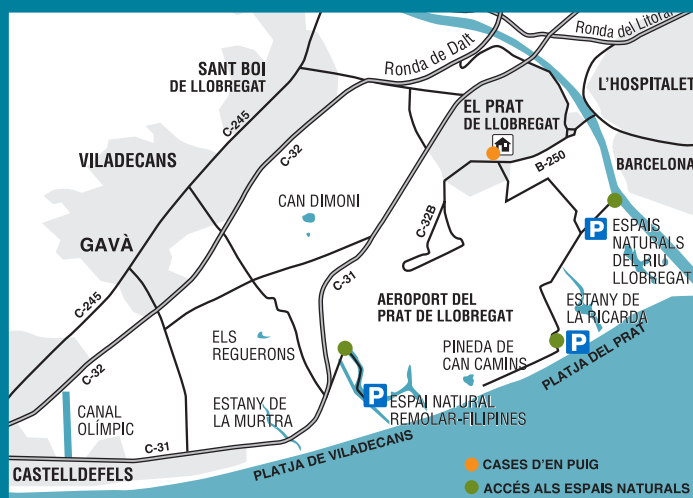 Ronda del Litoral
Ronda de Dalt
SANT BOI
DE LLOBREGAT
L'HOSPITALET
EL PRAT
DE LLOBREGAT
C-245
C-32
VILADECANS
B-250
BARCELONA
CAN DIMONI
C-32B
P
ESPAIS
NATURALS
DEL RIU
LLOBREGAT
GAVÀ
C-31
C-245
AEROPORT DEL
PRAT DE LLOBREGAT
ESTANY DE
LA RICARDA
ELS
REGUERONS
P
PINEDA DE
CAN CAMINS
PLATJA DEL PRAT
C-32
P
ESPAI NATURAL
REMOLAR-FILIPINES
CANAL
OLÍMPIC
ESTANY DE
LA MURTRA
C-31
PLATJA DE VILADECANS
CASTELLDEFELS
CASES D'EN PUIG
ACCÉS ALS ESPAIS NATURALS